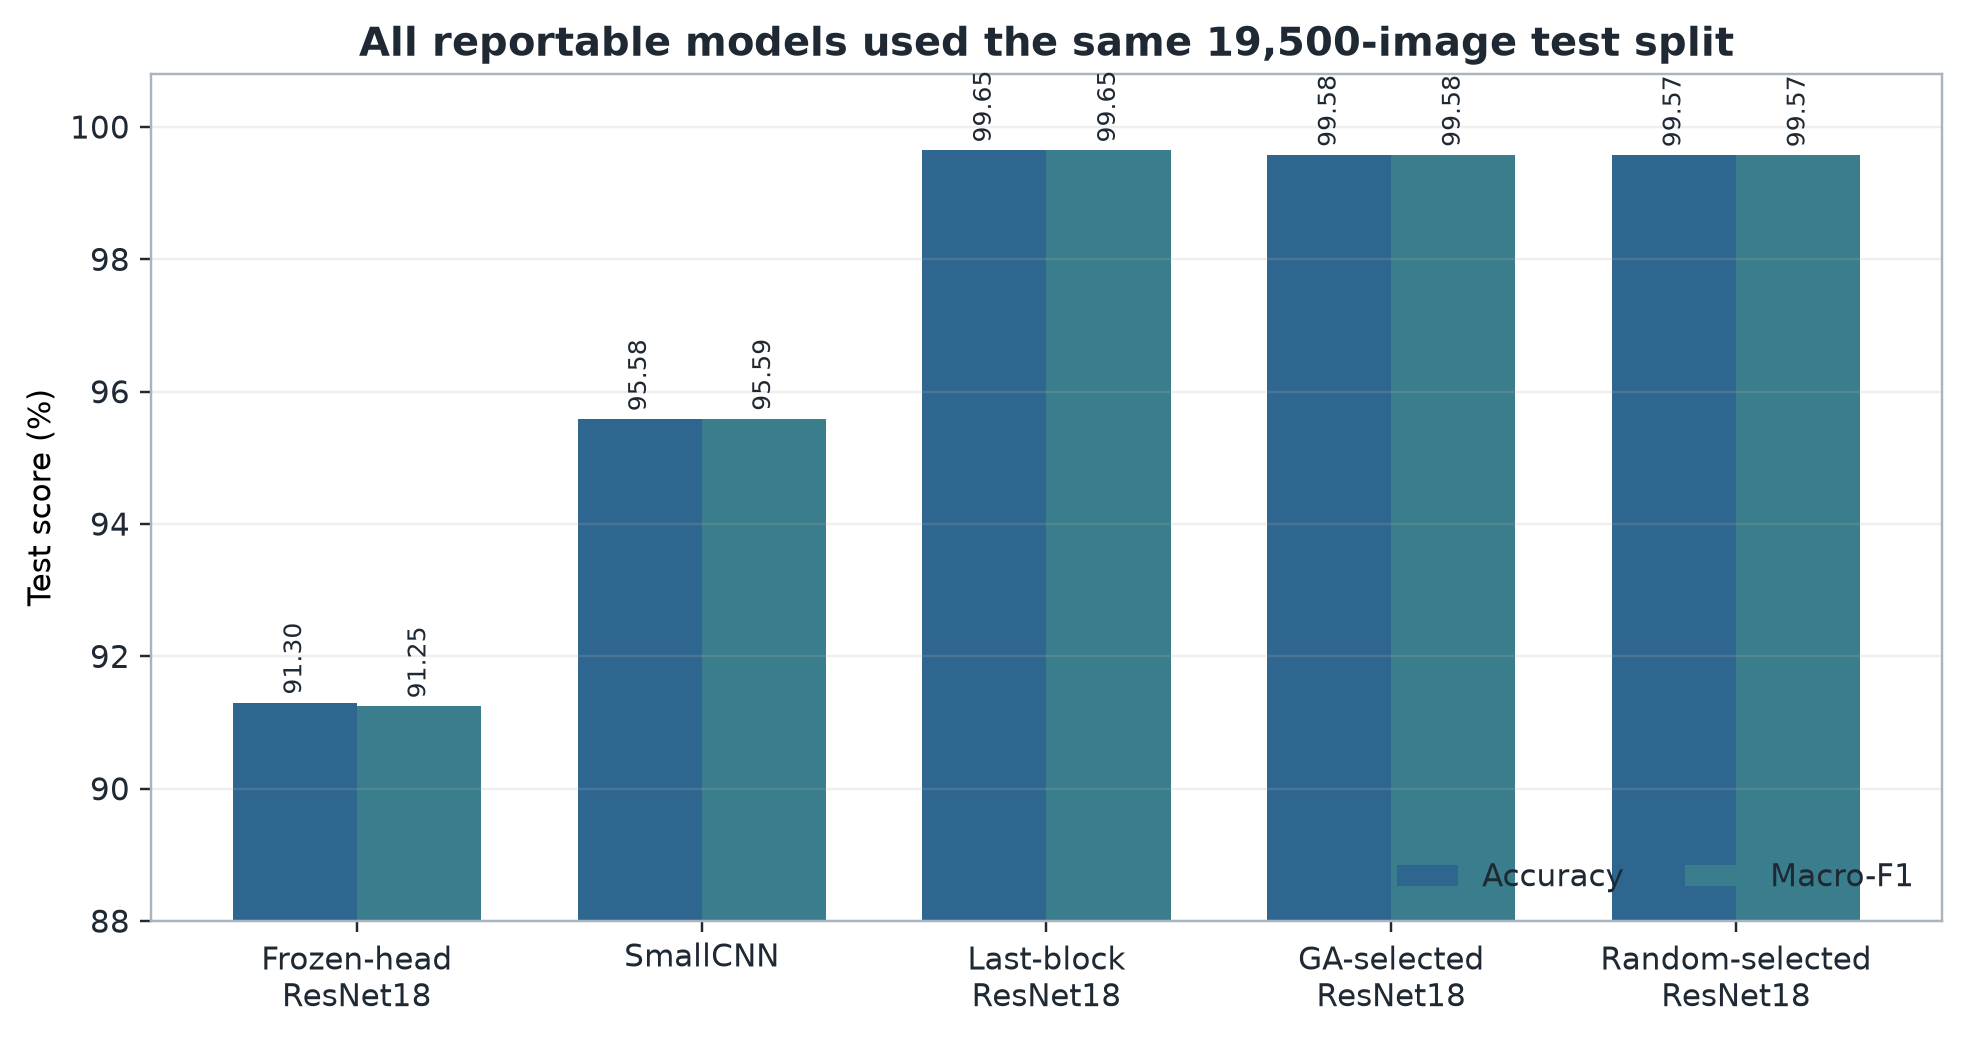 All reportable models used the same 19,500-image test split
Test score (%)
100
98
96
94
92
90
88
91.30
91.25
95.58
95.59
99.65
99.65
99.58
99.58
99.57
99.57
Accuracy
Macro-F1
Frozen-head
ResNet18
SmallCNN
Last-block
ResNet18
GA-selected
ResNet18
Random-selected
ResNet18